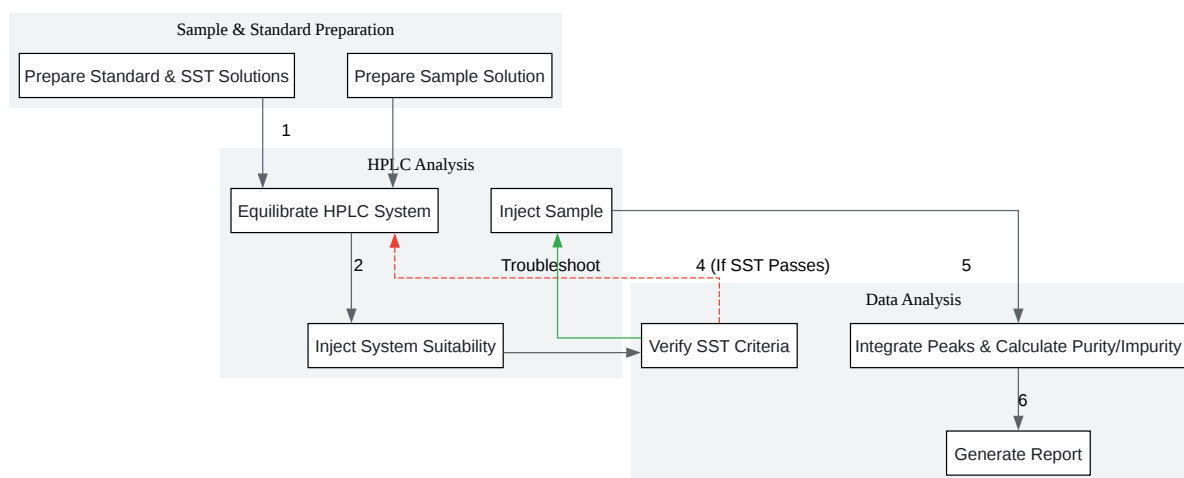 Sample & Standard Preparation
Prepare Standard & SST Solutions
Prepare Sample Solution
1
HPLC Analysis
Equilibrate HPLC System
Inject Sample
2
Troubleshoot
4 (If SST Passes)
5
Data Analysis
Inject System Suitability
Verify SST Criteria
Integrate Peaks & Calculate Purity/Impurity
6
Generate Report